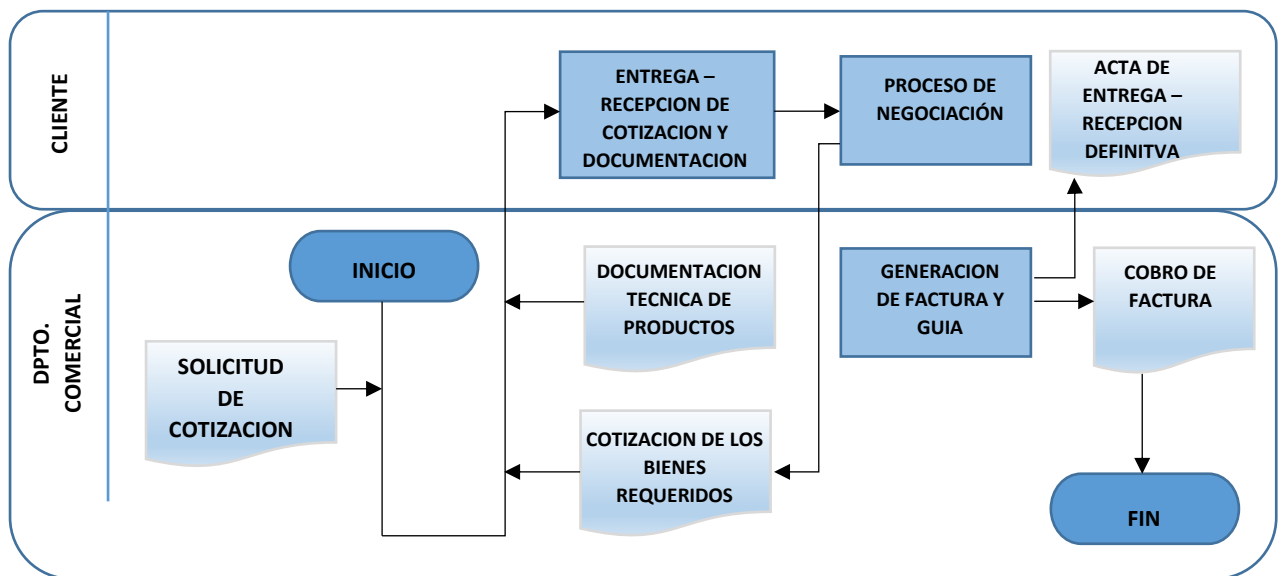 CLIENTE
ENTREGA –
RECEPCION DE
COTIZACION Y
DOCUMENTACION
PROCESO DE
NEGOCIACIÓN
ACTA DE
ENTREGA –
RECEPCION
DEFINITVA
DPTO.
COMERCIAL
INICIO
SOLICITUD
DE
COTIZACION
DOCUMENTACION
TECNICA DE
PRODUCTOS
COTIZACION DE LOS
BIENES
REQUERIDOS
GENERACION
DE FACTURA Y
GUIA
COBRO DE
FACTURA
FIN